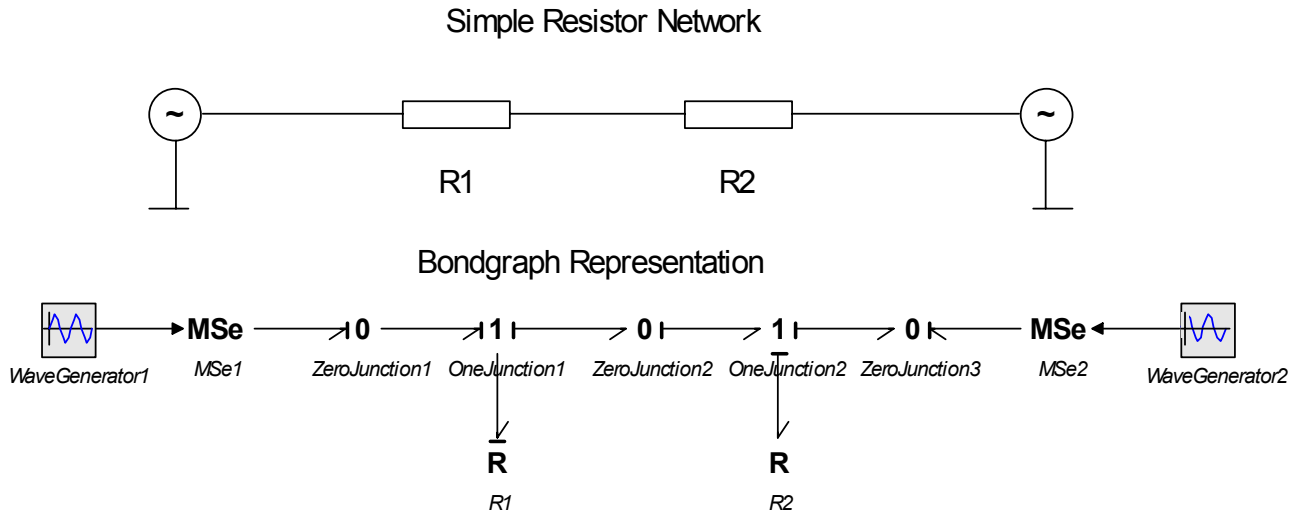 Simple Resistor Network
~ ~
R1 R2
Bondgraph Representation
MSe 0 1 0 1 0 MSe
WaveGenerator1 MSe1 ZeroJunction1 OneJunction1 ZeroJunction2 OneJunction2 ZeroJunction3 MSe2 WaveGenerator2
R R
R1 R2